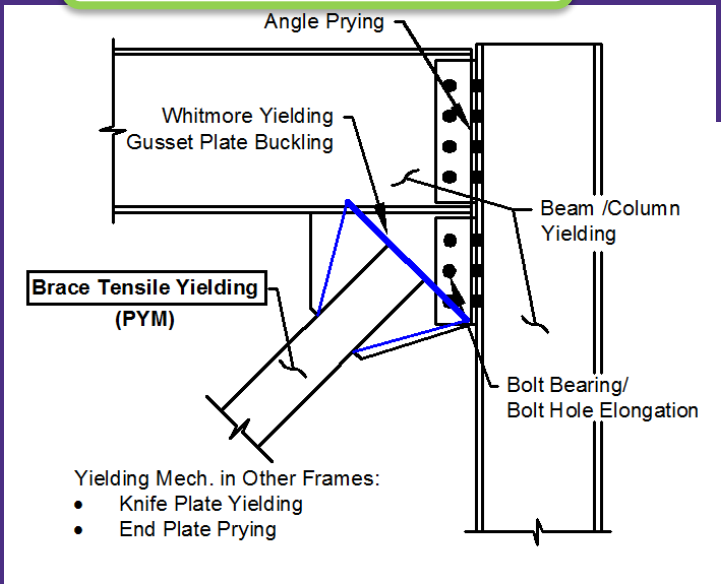 Angle Prying
Whitmore Yielding
Gusset Plate Buckling
Beam /Column
Yielding
Brace Tensile Yielding
(PYM)
Bolt Bearing/
Bolt Hole Elongation
Yielding Mech. in Other Frames:
• Knife Plate Yielding
• End Plate Prying